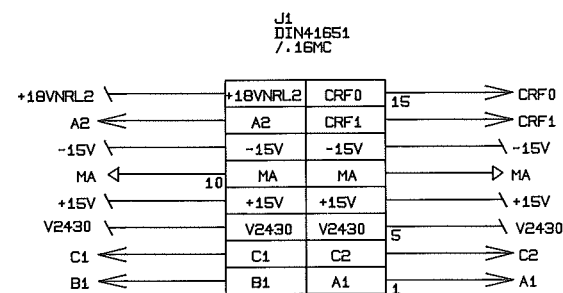 J1
DIN41651
/.16MC
+18VNRL2 +18VNRL2 CRF0 15 CRF0
A2 A2 CRF1 CRF1
-15V -15V -15V -15V
MA 10 MA MA MA
+15V +15V +15V +15V
V2430 V2430 V2430 5 V2430
C1 C1 C2 C2
B1 B1 A1 1 A1